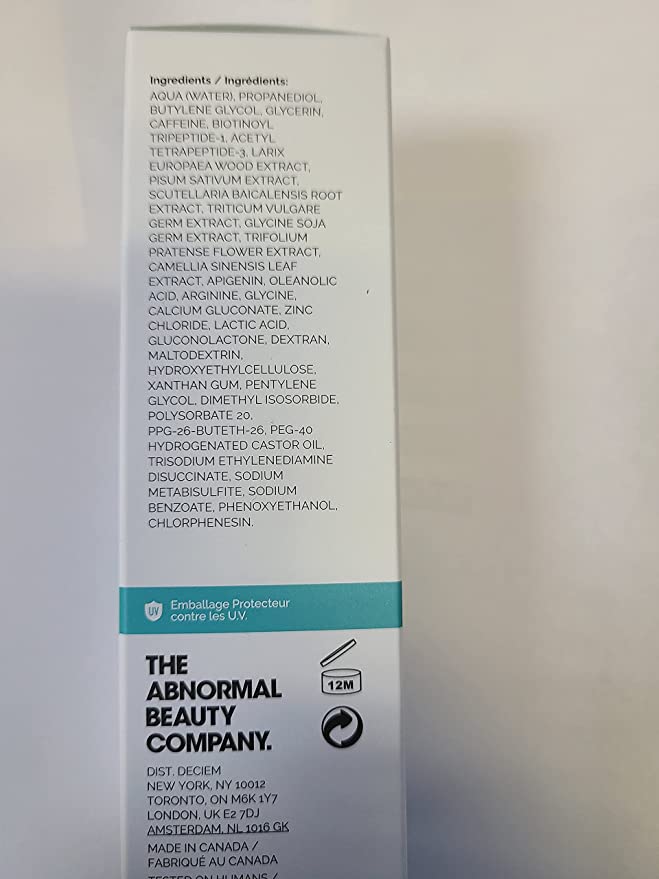 Ingredients / Ingrédients:
AQUA (WATER), PROPANEDIOL,
BUTYLENE GLYCOL, GLYCERIN,
CAFFEINE, BIOTINOYL
TRIPEPTIDE-1, ACETYL
TETRAPEPTIDE-3, LARIX
EUROPAEA WOOD EXTRACT,
PISUM SATIVUM EXTRACT,
SCUTELLARIA BAICALENSIS ROOT
EXTRACT, TRITICUM VULGARE
GERM EXTRACT, GLYCINE SOJA
GERM EXTRACT, TRIFOLIUM
PRATENSE FLOWER EXTRACT,
CAMELLIA SINENSIS LEAF
EXTRACT, APIGENIN, OLEANOLIC
ACID, ARGININE, GLYCINE,
CALCIUM GLUCONATE, ZINC
CHLORIDE, LACTIC ACID,
GLUCONOLACTONE, DEXTRAN,
MALTODEXTRIN,
HYDROXYETHYLCELLULOSE,
XANTHAN GUM, PENTYLENE
GLYCOL, DIMETHYL ISOSORBIDE,
POLYSORBATE 20,
PPG-26-BUTETH-26, PEG-40
HYDROGENATED CASTOR OIL,
TRISODIUM ETHYLENEDIAMINE
DISUCCINATE, SODIUM
METABISULFITE, SODIUM
BENZOATE, PHENOXYETHANOL,
CHLORPHENESIN.
UV
Emballage Protecteur
contre les U.V.
THE
ABNORMAL
BEAUTY
COMPANY.
12M
DIST. DECIEM
NEW YORK, NY 10012
TORONTO, ON M6K 1Y7
LONDON, UK E2 7DJ
AMSTERDAM, NL 1016 GK
MADE IN CANADA /
FABRIQUÉ AU CANADA
TESTED ON HUMANS /